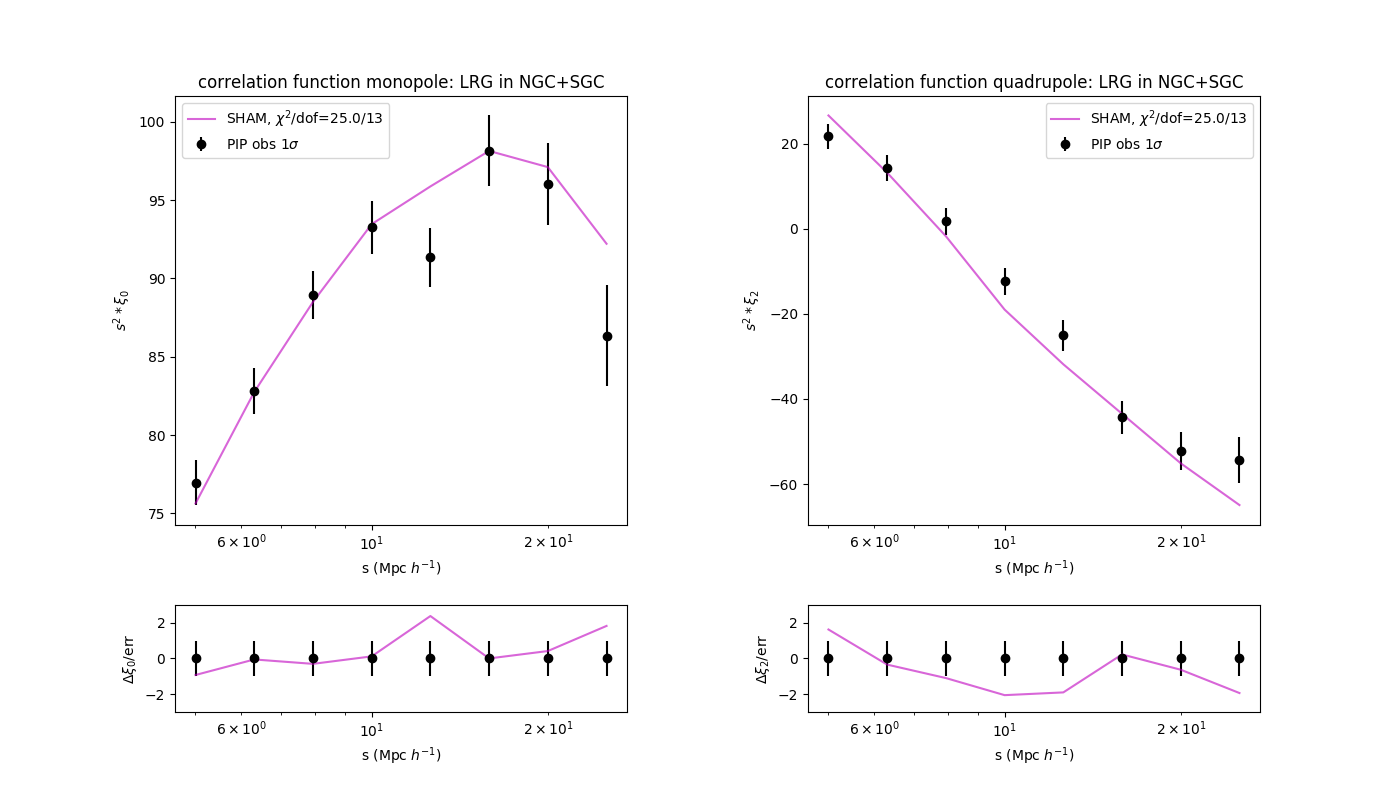 correlation function monopole: LRG in NGC+SGC
SHAM, χ²/dof=25.0/13
PIP obs 1σ
100
95
90
85
80
75
s² * ξ₀
6 × 10⁰
10¹
2 × 10¹
s (Mpc h⁻¹)
2
0
−2
Δξ₀/err
6 × 10⁰
10¹
2 × 10¹
s (Mpc h⁻¹)
correlation function quadrupole: LRG in NGC+SGC
SHAM, χ²/dof=25.0/13
PIP obs 1σ
20
0
−20
−40
−60
s² * ξ₂
6 × 10⁰
10¹
2 × 10¹
s (Mpc h⁻¹)
2
0
−2
Δξ₂/err
6 × 10⁰
10¹
2 × 10¹
s (Mpc h⁻¹)